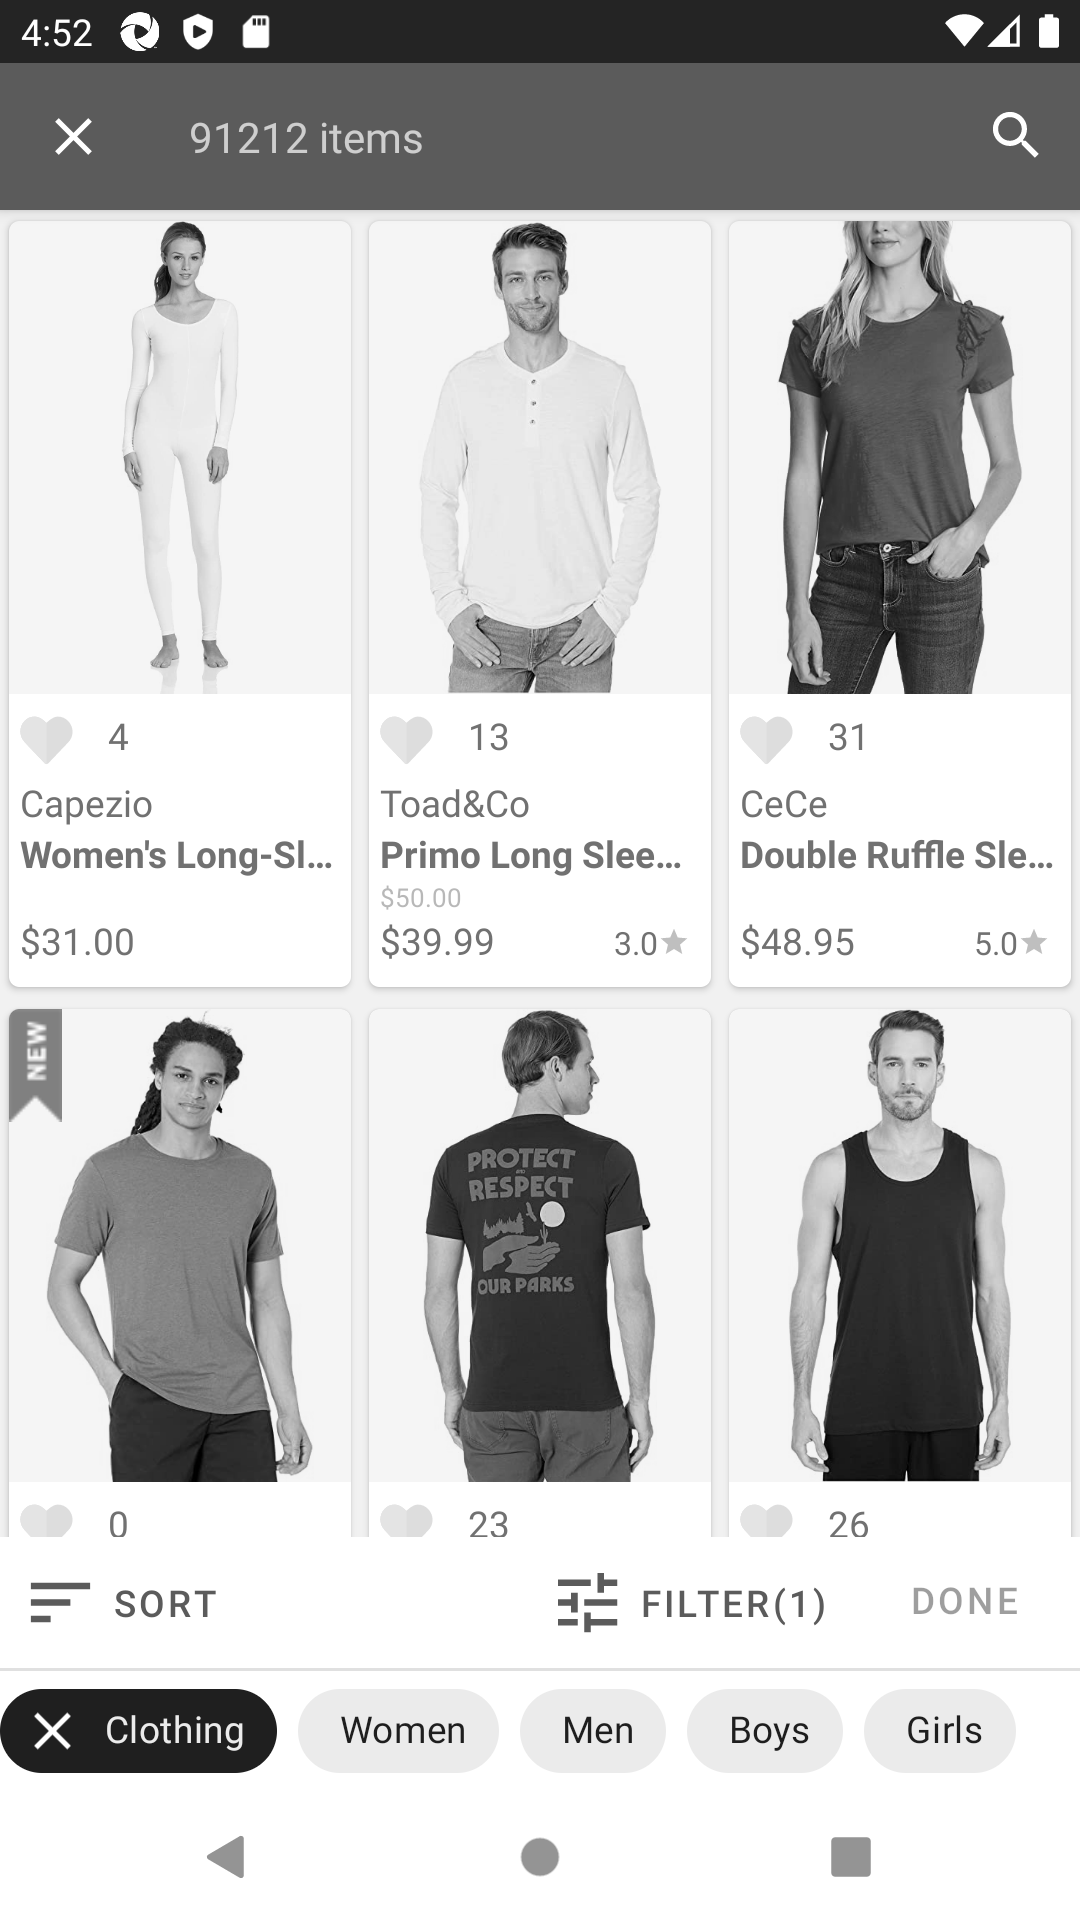 4:52
91212 items
4
13
31
Capezio
Toad&Co
CeCe
Women's Long-Sl...
Primo Long Slee...
Double Ruffle Sle...
$50.00
$31.00
$39.99
3.0
$48.95
5.0
NEW
PROTECT
AND
RESPECT
OUR PARKS
0
23
26
SORT
FILTER(1)
DONE
Clothing
Women
Men
Boys
Girls